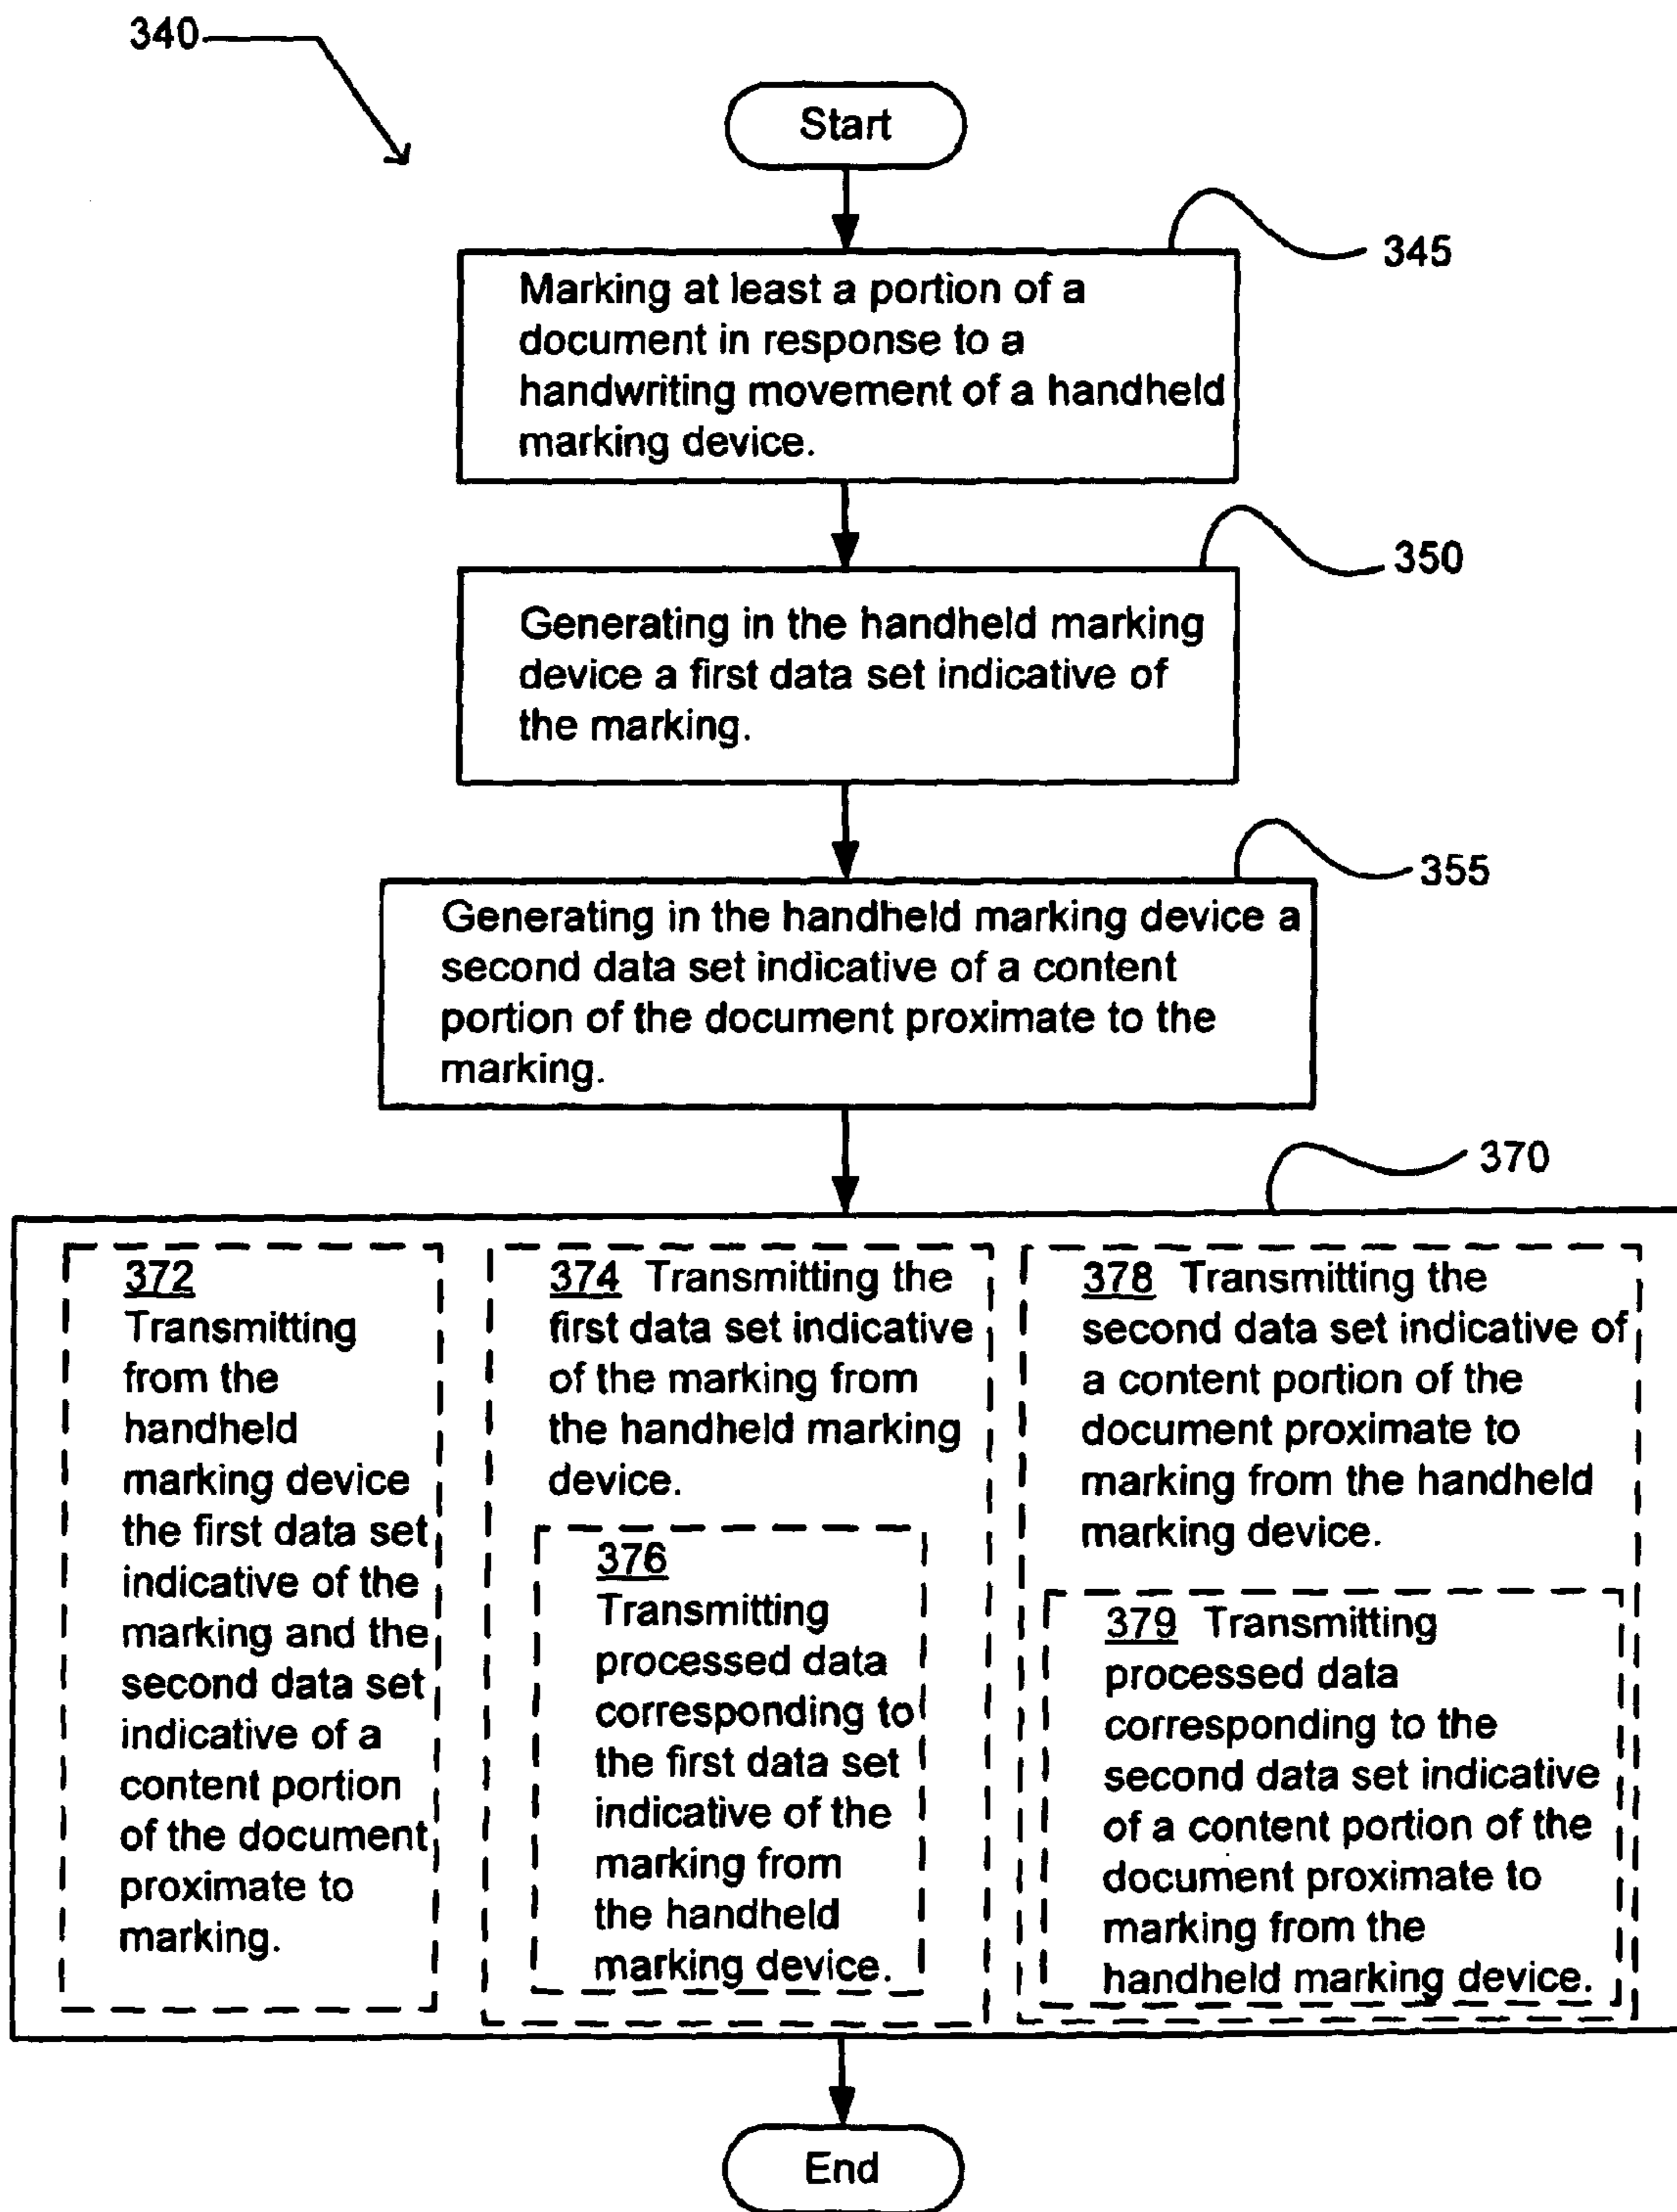 340
Start
345
Marking at least a portion of a
document in response to a
handwriting movement of a handheld
marking device.
350
Generating in the handheld marking
device a first data set indicative of
the marking.
355
Generating in the handheld marking device a
second data set indicative of a content
portion of the document proximate to the
marking.
370
372
Transmitting
from the
handheld
marking device
the first data set
indicative of the
marking and the
second data set
indicative of a
content portion
of the document
proximate to
marking.
374 Transmitting the
first data set indicative
of the marking from
the handheld marking
device.
376
Transmitting
processed data
corresponding to
the first data set
indicative of the
marking from
the handheld
marking device.
378 Transmitting the
second data set indicative of
a content portion of the
document proximate to
marking from the handheld
marking device.
379 Transmitting
processed data
corresponding to the
second data set indicative
of a content portion of the
document proximate to
marking from the
handheld marking device.
End